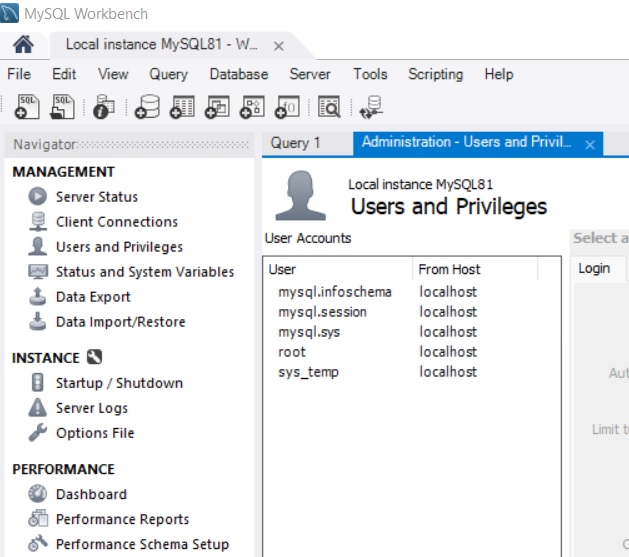 MySQL Workbench
Local instance MySQL81 - W...
File Edit View Query Database Server Tools Scripting Help
SQL SQL
Navigator
Query 1
Administration - Users and Privil...
MANAGEMENT
Server Status
Client Connections
Users and Privileges
Status and System Variables
Data Export
Data Import/Restore
INSTANCE
Startup / Shutdown
Server Logs
Options File
PERFORMANCE
Dashboard
Performance Reports
Performance Schema Setup
Local instance MySQL81
Users and Privileges
User Accounts
User From Host
mysql.infoschema localhost
mysql.session localhost
mysql.sys localhost
root localhost
sys_temp localhost
Select a
Login
Aut
Limit t